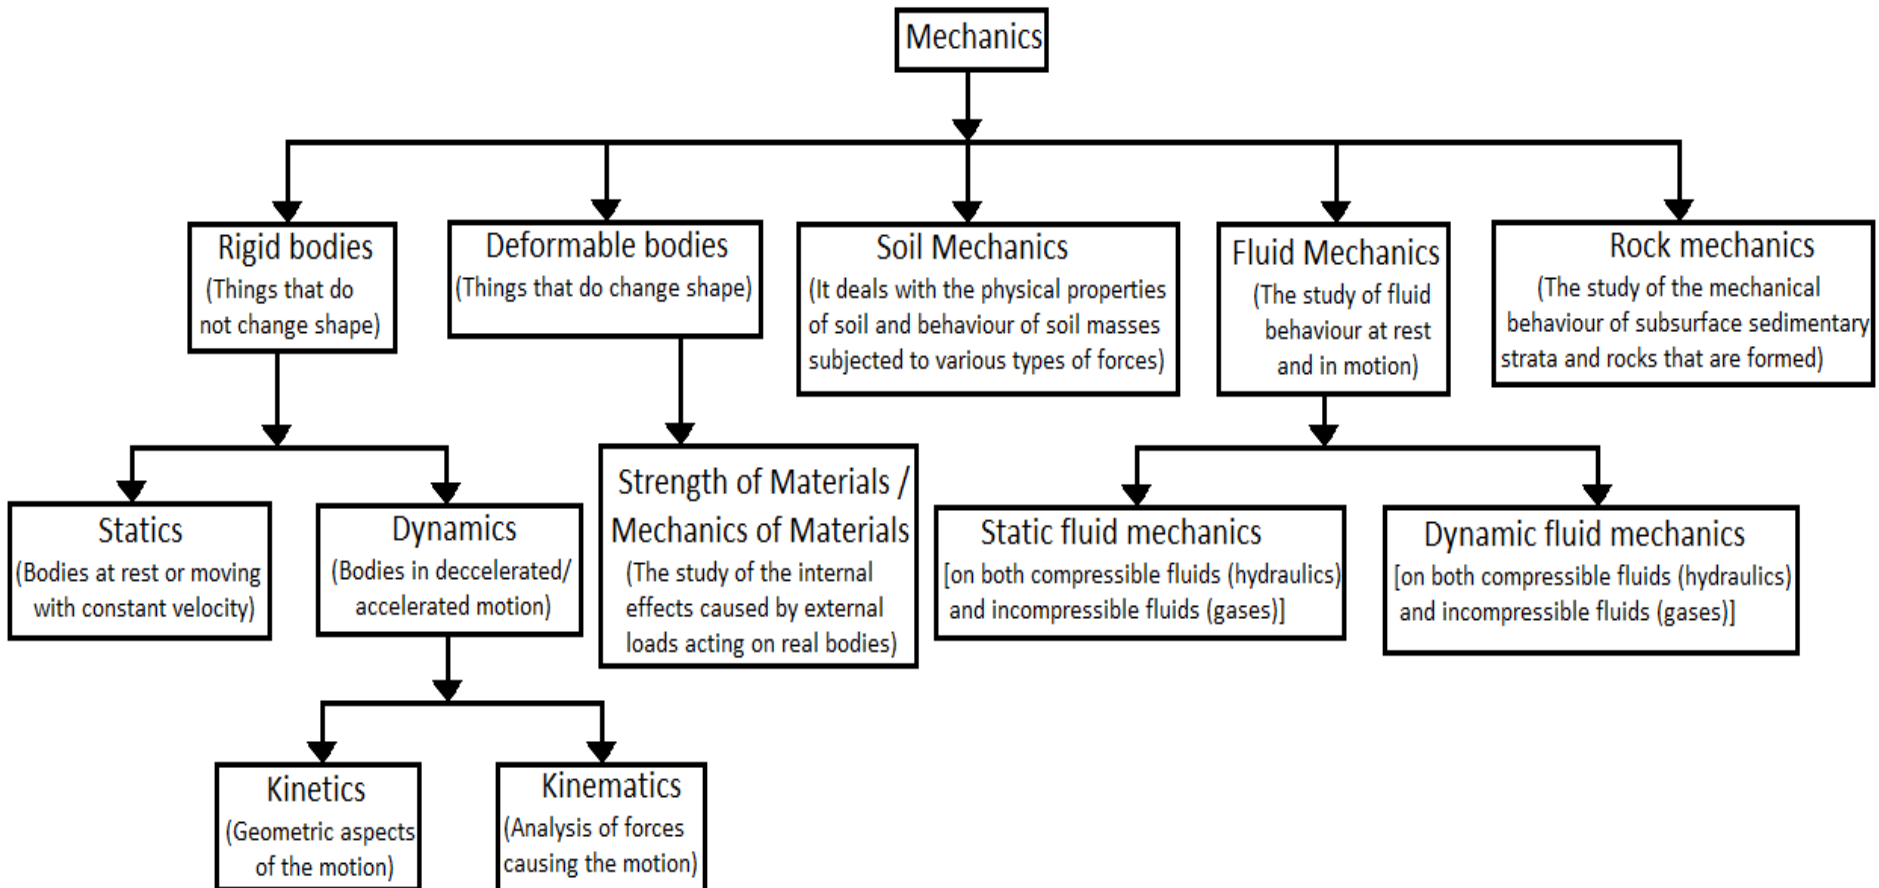 Mechanics
Rigid bodies
(Things that do
not change shape)
Deformable bodies
(Things that do change shape)
Soil Mechanics
(It deals with the physical properties
of soil and behaviour of soil masses
subjected to various types of forces)
Fluid Mechanics
(The study of fluid
behaviour at rest
and in motion)
Rock mechanics
(The study of the mechanical
behaviour of subsurface sedimentary
strata and rocks that are formed)
Statics
(Bodies at rest or moving
with constant velocity)
Dynamics
(Bodies in deccelerated/
accelerated motion)
Strength of Materials /
Mechanics of Materials
(The study of the internal
effects caused by external
loads acting on real bodies)
Static fluid mechanics
[on both compressible fluids (hydraulics)
and incompressible fluids (gases)]
Dynamic fluid mechanics
[on both compressible fluids (hydraulics)
and incompressible fluids (gases)]
Kinetics
(Geometric aspects
of the motion)
Kinematics
(Analysis of forces
causing the motion)